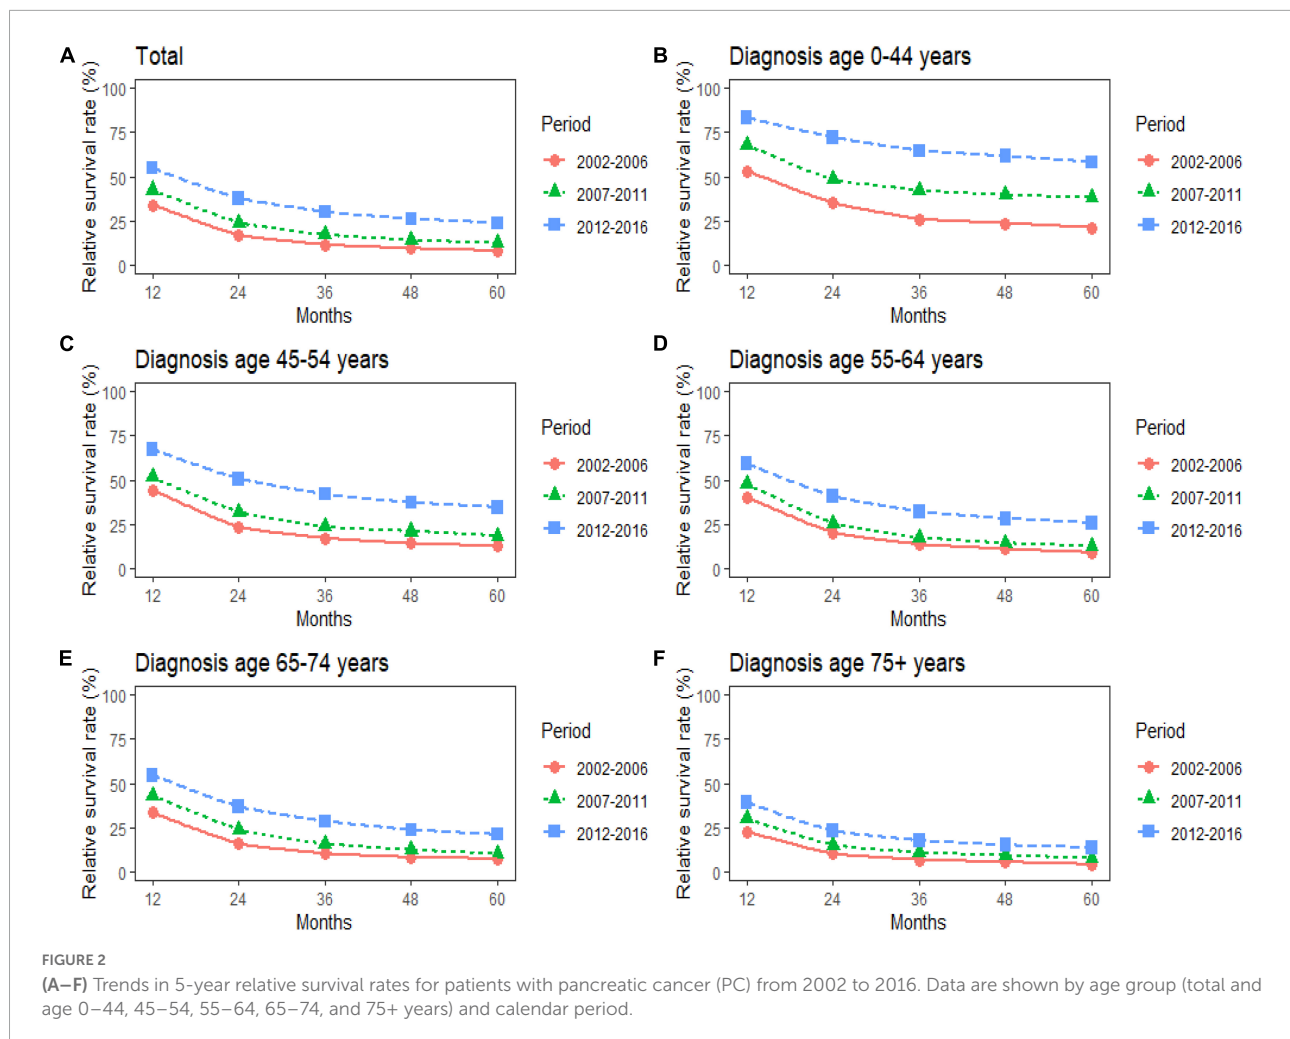 A Total
Relative survival rate (%)
100
75
50
25
0
12 24 36 48 60
Months
Period
2002-2006
2007-2011
2012-2016
B Diagnosis age 0-44 years
Relative survival rate (%)
100
75
50
25
0
12 24 36 48 60
Months
Period
2002-2006
2007-2011
2012-2016
C Diagnosis age 45-54 years
Relative survival rate (%)
100
75
50
25
0
12 24 36 48 60
Months
Period
2002-2006
2007-2011
2012-2016
D Diagnosis age 55-64 years
Relative survival rate (%)
100
75
50
25
0
12 24 36 48 60
Months
Period
2002-2006
2007-2011
2012-2016
E Diagnosis age 65-74 years
Relative survival rate (%)
100
75
50
25
0
12 24 36 48 60
Months
Period
2002-2006
2007-2011
2012-2016
F Diagnosis age 75+ years
Relative survival rate (%)
100
75
50
25
0
12 24 36 48 60
Months
Period
2002-2006
2007-2011
2012-2016
FIGURE 2
(A–F) Trends in 5-year relative survival rates for patients with pancreatic cancer (PC) from 2002 to 2016. Data are shown by age group (total and
age 0–44, 45–54, 55–64, 65–74, and 75+ years) and calendar period.